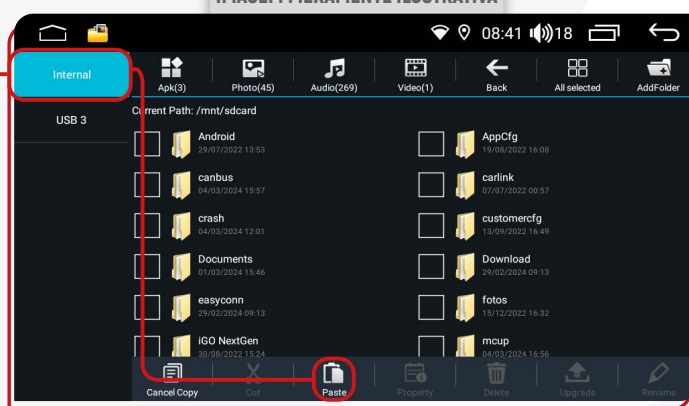 08:41 18
Internal
USB 3
Apk(3) Photo(45) Audio(269) Video(1) Back All selected AddFolder
Current Path: /mnt/sdcard
Android
29/07/2022 13:53
AppCfg
19/08/2022 16:08
canbus
04/03/2024 15:57
carlink
07/07/2022 00:57
crash
04/03/2024 12:01
customercfg
13/09/2022 16:49
Documents
01/03/2024 15:46
Download
29/02/2024 09:13
easyconn
29/02/2024 09:13
fotos
15/12/2022 16:32
iGO NextGen
30/08/2022 15:24
mcup
04/03/2024 16:56
Cancel Copy Cut Paste Property Delete Upgrade Rename